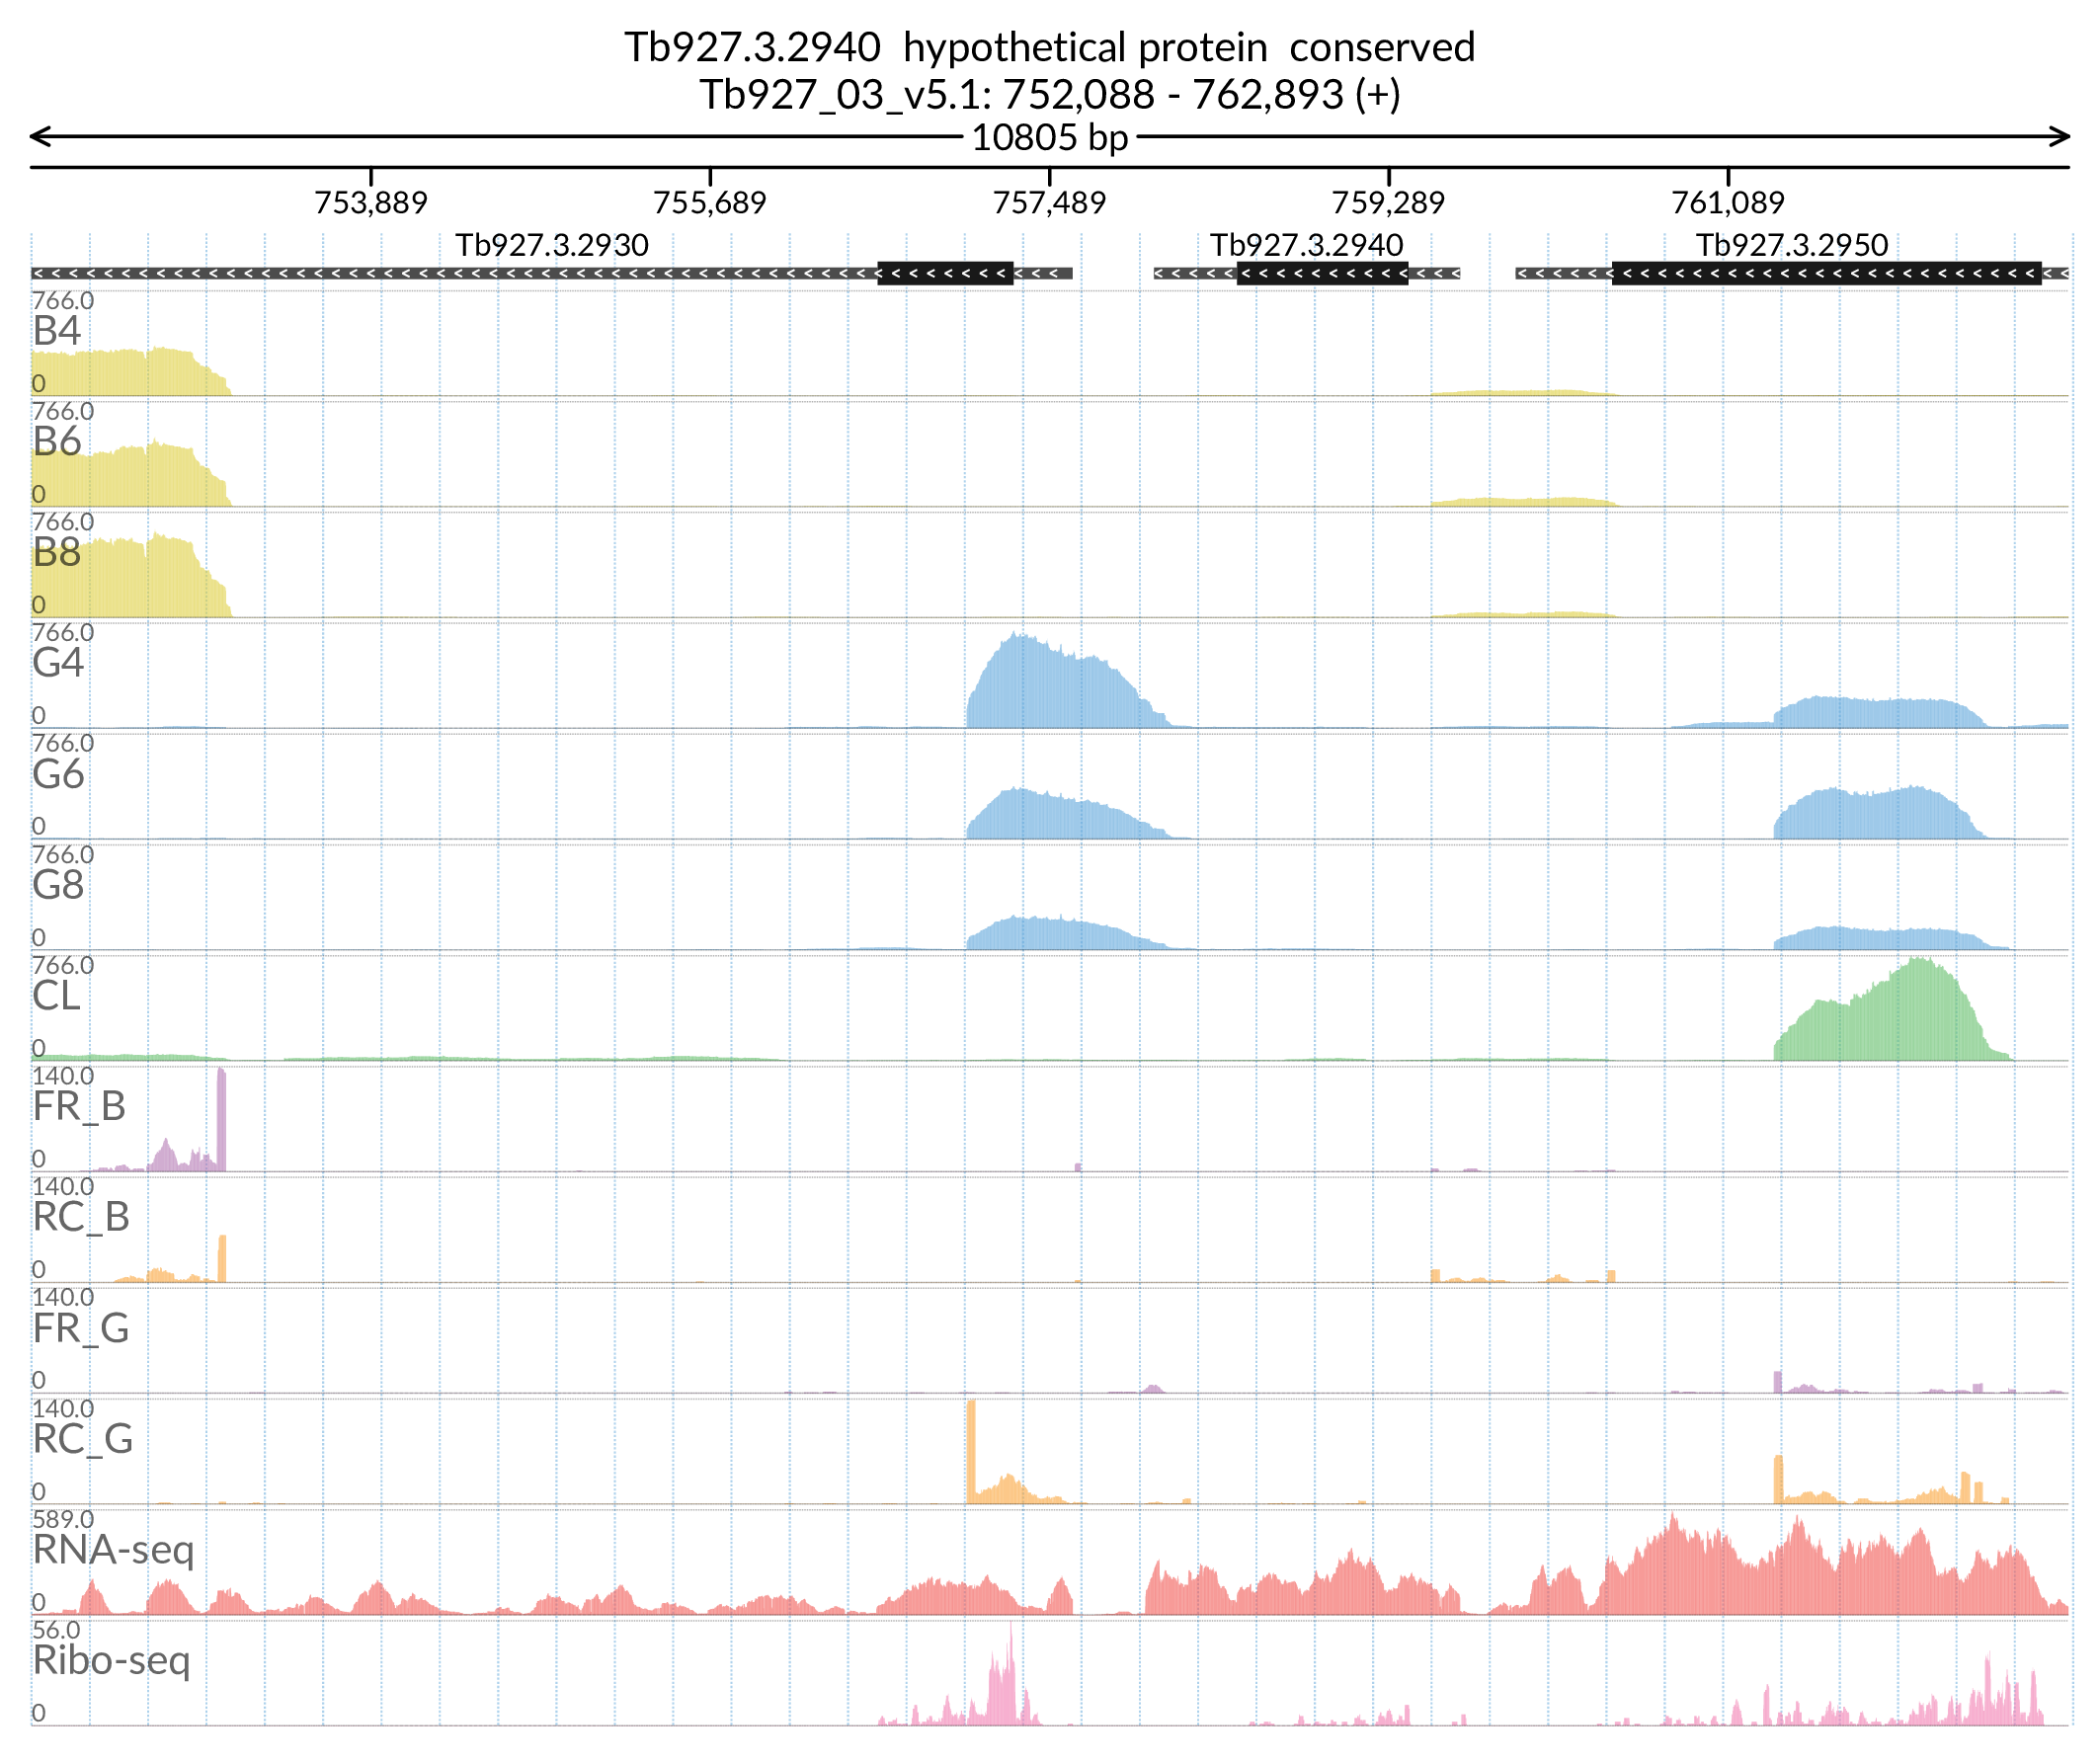 Tb927.3.2940  hypothetical protein  conserved
Tb927_03_v5.1: 752,088 - 762,893 (+)
10805 bp
753,889 755,689 757,489 759,289 761,089
Tb927.3.2930 Tb927.3.2940 Tb927.3.2950
766.0
B4
0
766.0
B6
0
766.0
B8
0
766.0
G4
0
766.0
G6
0
766.0
G8
0
766.0
CL
0
140.0
FR_B
0
140.0
RC_B
0
140.0
FR_G
0
140.0
RC_G
0
589.0
RNA-seq
0
56.0
Ribo-seq
0